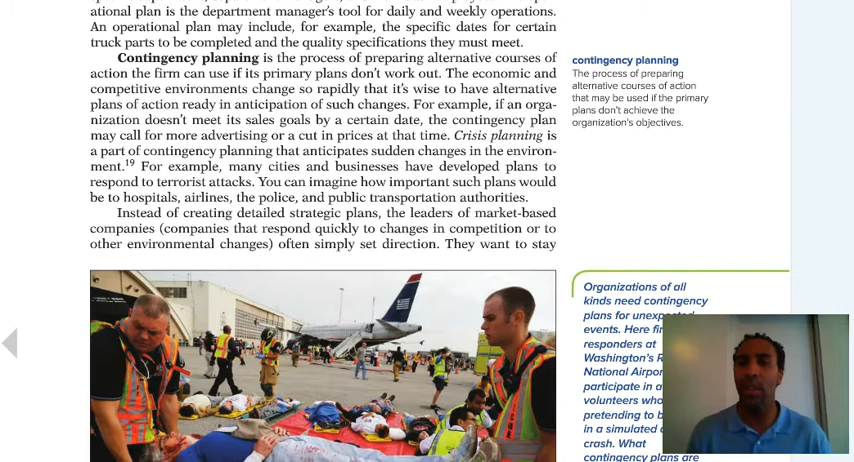 ational plan is the department manager's tool for daily and weekly operations.
An operational plan may include, for example, the specific dates for certain
truck parts to be completed and the quality specifications they must meet.
Contingency planning is the process of preparing alternative courses of
action the firm can use if its primary plans don't work out. The economic and
competitive environments change so rapidly that it's wise to have alternative
plans of action ready in anticipation of such changes. For example, if an orga-
nization doesn't meet its sales goals by a certain date, the contingency plan
may call for more advertising or a cut in prices at that time. Crisis planning is
a part of contingency planning that anticipates sudden changes in the environ-
ment.19 For example, many cities and businesses have developed plans to
respond to terrorist attacks. You can imagine how important such plans would
be to hospitals, airlines, the police, and public transportation authorities.
Instead of creating detailed strategic plans, the leaders of market-based
companies (companies that respond quickly to changes in competition or to
other environmental changes) often simply set direction. They want to stay
contingency planning
The process of preparing
alternative courses of action
that may be used if the primary
plans don't achieve the
organization's objectives.
Organizations of all
kinds need contingency
plans for unexpected
events. Here
responders at
Washington's
National
participate in
volunteers
pretending to
in a simulated
crash. What
contingency plans are